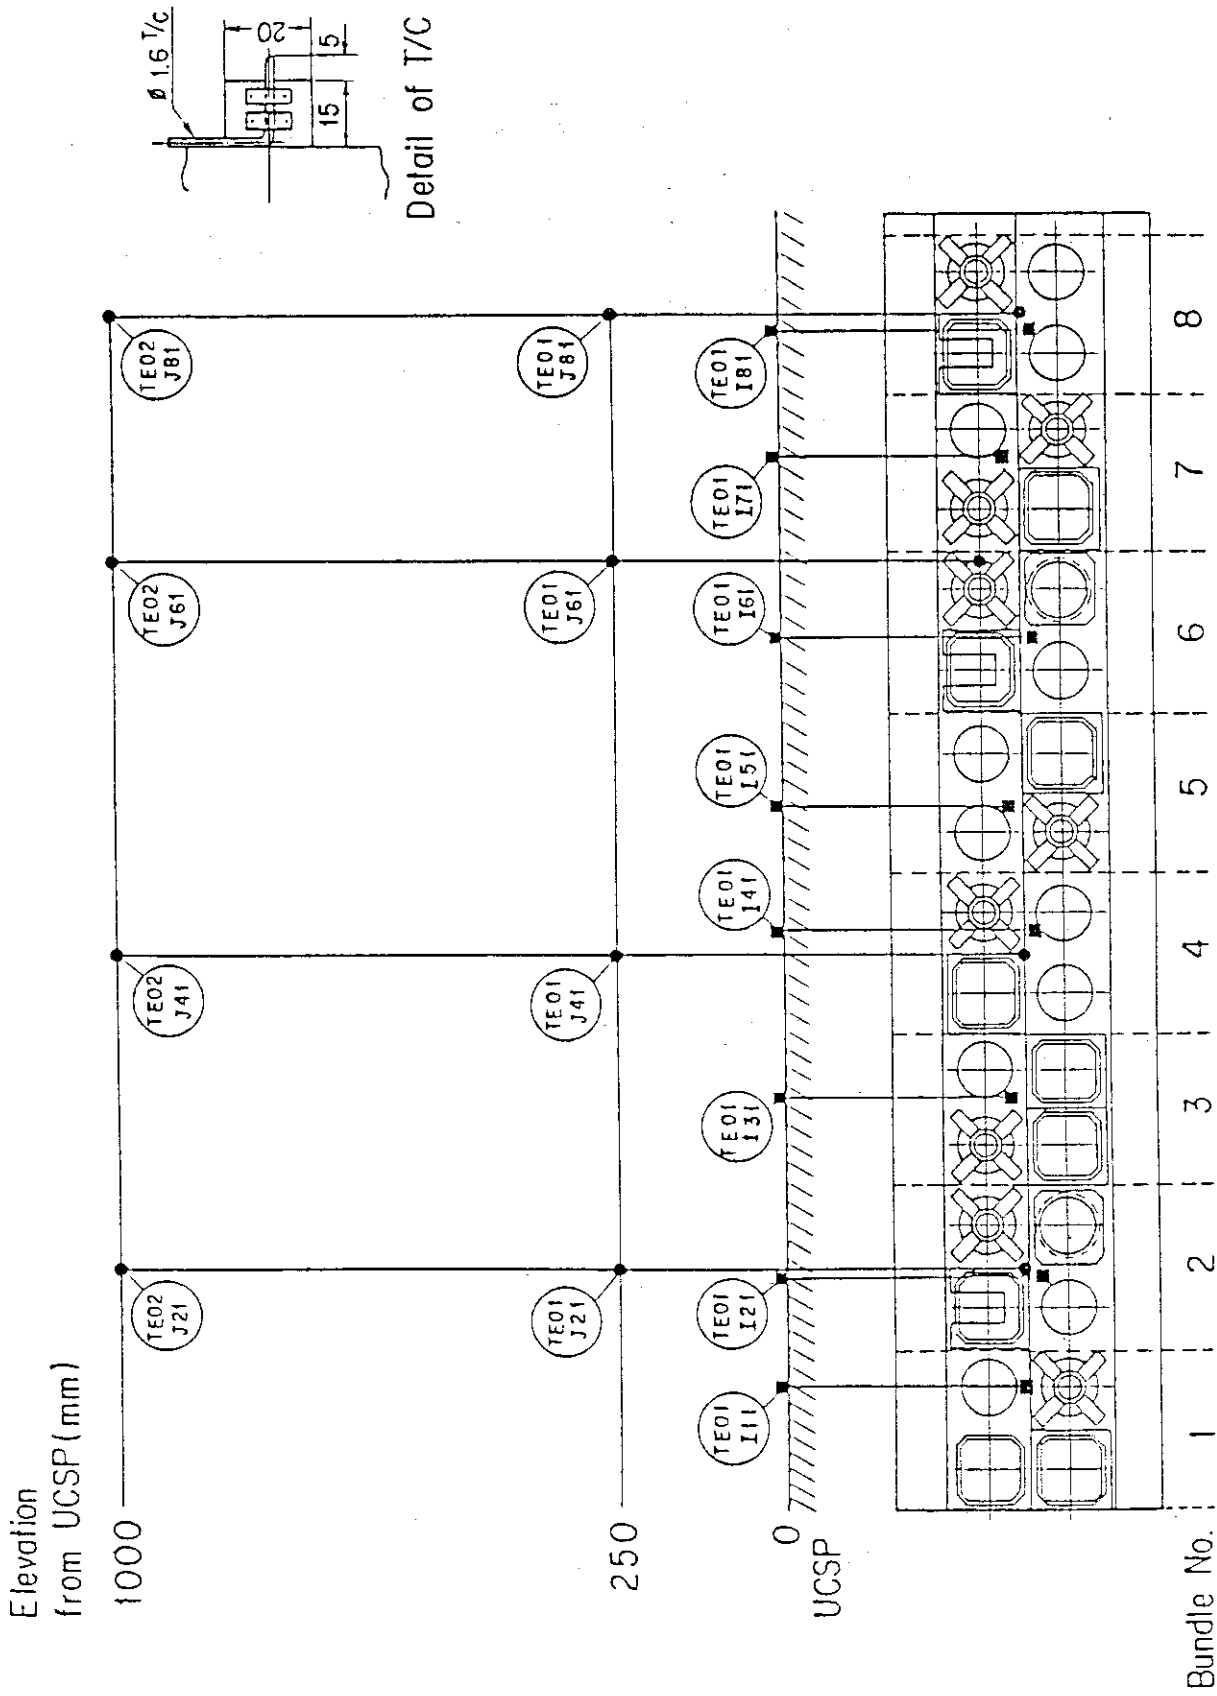 Elevation
from UCSP (mm)
1000
250
0
UCSP
TE02
J21
TE02
J41
TE02
J61
TE02
J81
TE01
J21
TE01
J41
TE01
J61
TE01
J81
TE01
I11
TE01
I21
TE01
I31
TE01
I41
TE01
I51
TE01
I61
TE01
I71
TE01
I81
Bundle No.
1
2
3
4
5
6
7
8
Ø 1.6 T/C
20
15
5
Detail of T/C